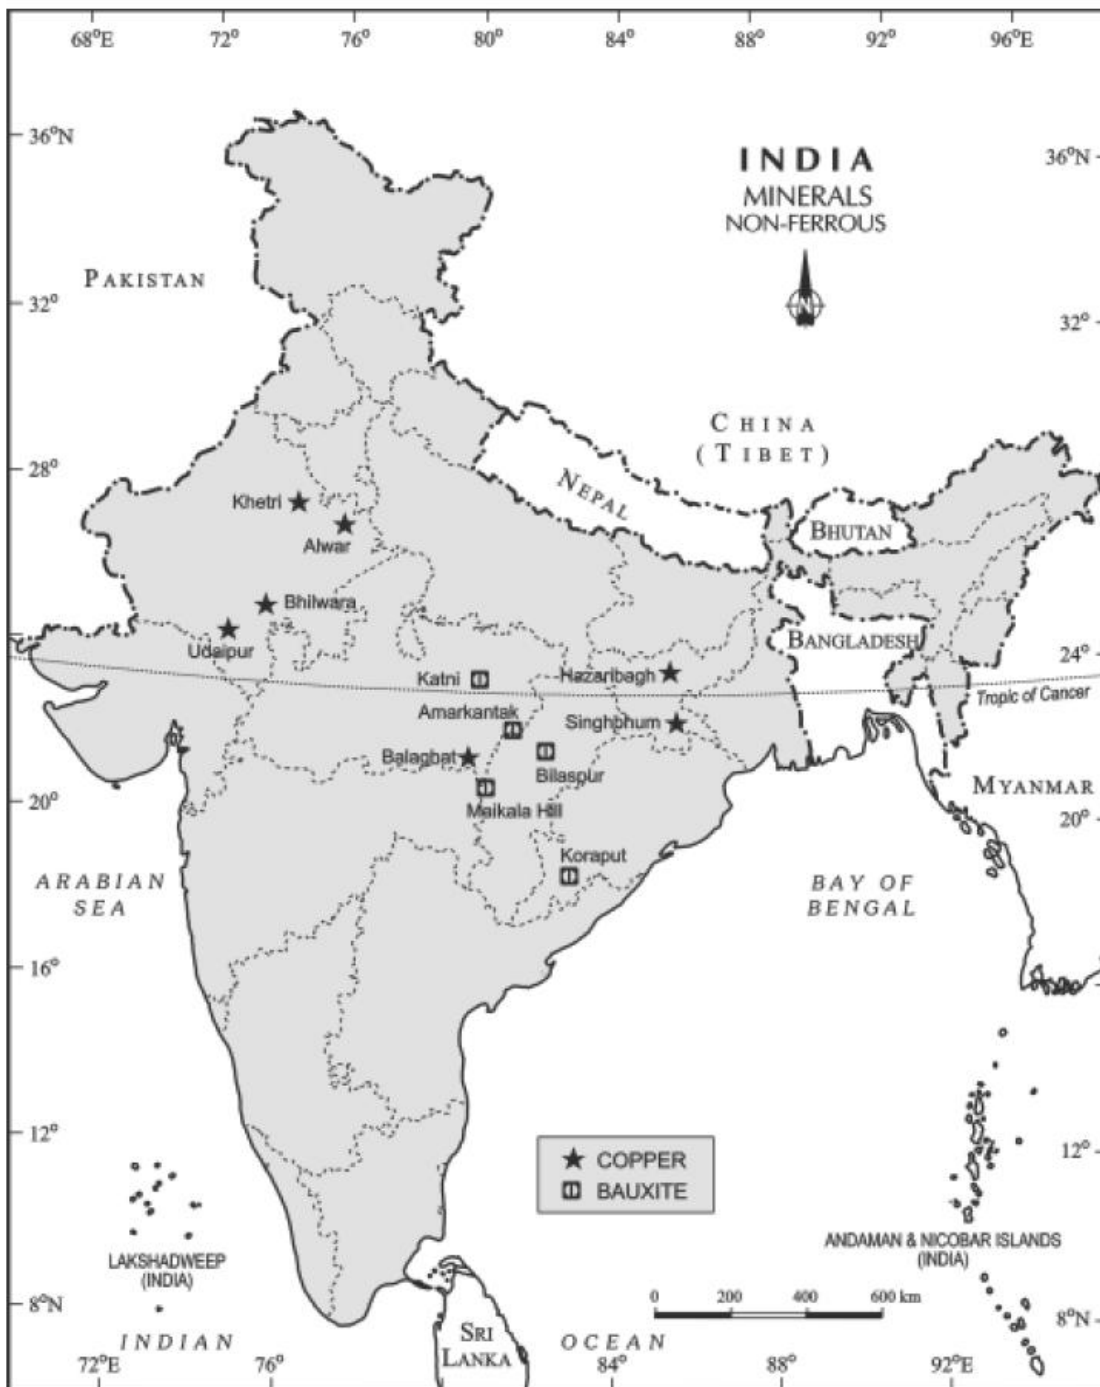 68°E 72° 76° 80° 84° 88° 92° 96°E
36°N
36°N
INDIA
MINERALS
NON-FERROUS
N
PAKISTAN
32°
32°
CHINA
(TIBET)
28°
28°
NEPAL
BHUTAN
Khetri
Alwar
Bhilwara
Udaipur
BANGLADESH
24°
24°
Katni
Hazaribagh
Tropic of Cancer
Amarkantak
Singhbhum
Balaghat
Bilaspur
Maikala Hill
MYANMAR
20°
20°
Koraput
ARABIAN
SEA
BAY OF
BENGAL
16°
COPPER
BAUXITE
12°
12°
LAKSHADWEEP
(INDIA)
ANDAMAN & NICOBAR ISLANDS
(INDIA)
0 200 400 600 km
8°N
8°N
INDIAN
OCEAN
SRI
LANKA
72°E 76° 84° 88° 92°E